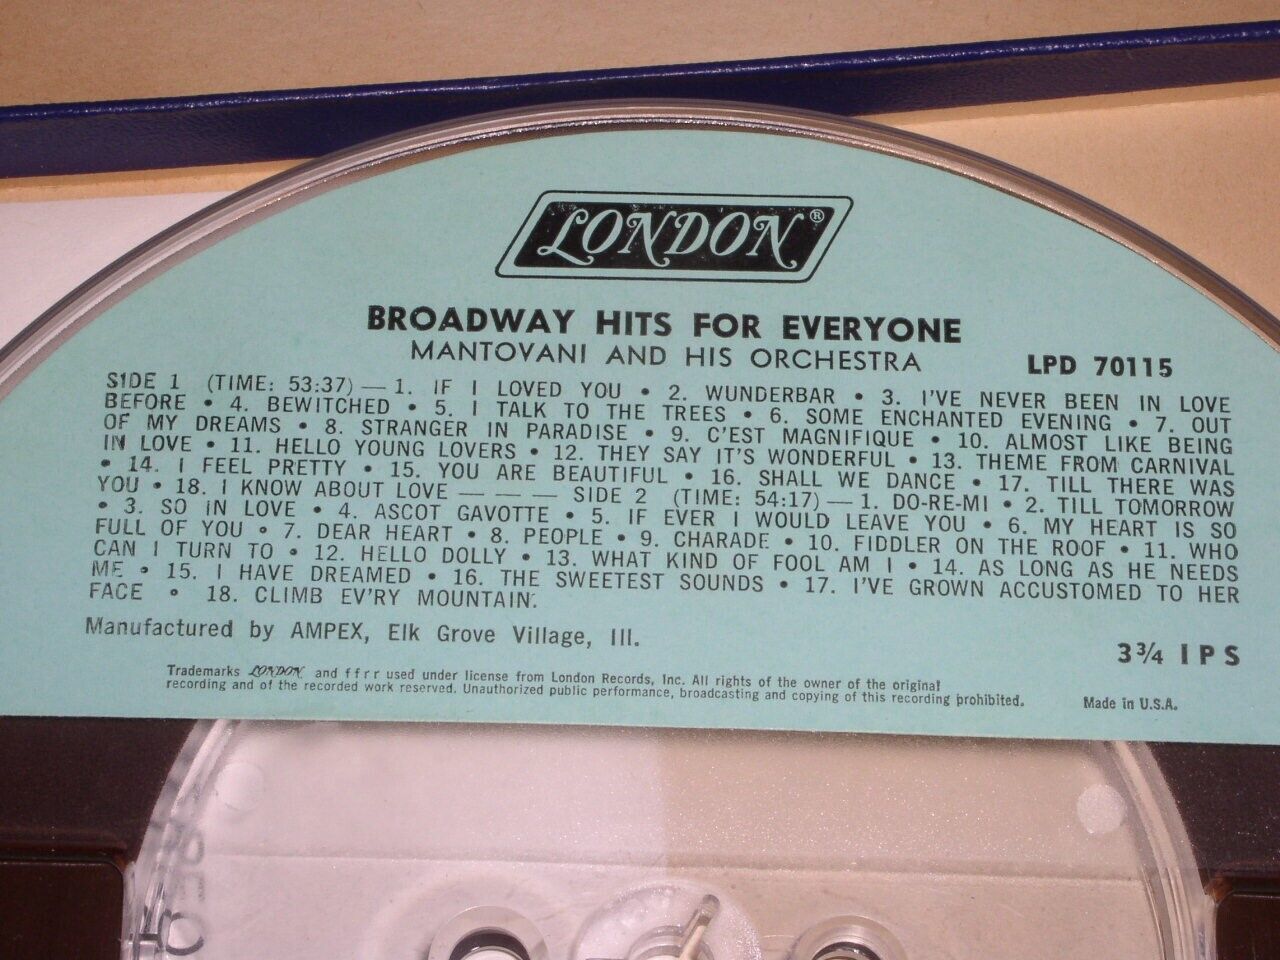 LONDON®
BROADWAY HITS FOR EVERYONE
MANTOVANI AND HIS ORCHESTRA
LPD 70115
SIDE 1 (TIME: 53:37) — 1. IF I LOVED YOU • 2. WUNDERBAR • 3. I'VE NEVER BEEN IN LOVE
BEFORE • 4. BEWITCHED • 5. I TALK TO THE TREES • 6. SOME ENCHANTED EVENING • 7. OUT
OF MY DREAMS • 8. STRANGER IN PARADISE • 9. C'EST MAGNIFIQUE • 10. ALMOST LIKE BEING
IN LOVE • 11. HELLO YOUNG LOVERS • 12. THEY SAY IT'S WONDERFUL • 13. THEME FROM CARNIVAL
• 14. I FEEL PRETTY • 15. YOU ARE BEAUTIFUL • 16. SHALL WE DANCE • 17. TILL THERE WAS
YOU • 18. I KNOW ABOUT LOVE — — — SIDE 2 (TIME: 54:17) — 1. DO-RE-MI • 2. TILL TOMORROW
• 3. SO IN LOVE • 4. ASCOT GAVOTTE • 5. IF EVER I WOULD LEAVE YOU • 6. MY HEART IS SO
FULL OF YOU • 7. DEAR HEART • 8. PEOPLE • 9. CHARADE • 10. FIDDLER ON THE ROOF • 11. WHO
CAN I TURN TO • 12. HELLO DOLLY • 13. WHAT KIND OF FOOL AM I • 14. AS LONG AS HE NEEDS
ME • 15. I HAVE DREAMED • 16. THE SWEETEST SOUNDS • 17. I'VE GROWN ACCUSTOMED TO HER
FACE • 18. CLIMB EV'RY MOUNTAIN.
Manufactured by AMPEX, Elk Grove Village, Ill.
3¾ IPS
Trademarks LONDON and ffrr used under license from London Records, Inc. All rights of the owner of the original
recording and of the recorded work reserved. Unauthorized public performance, broadcasting and copying of this recording prohibited.
Made in U.S.A.